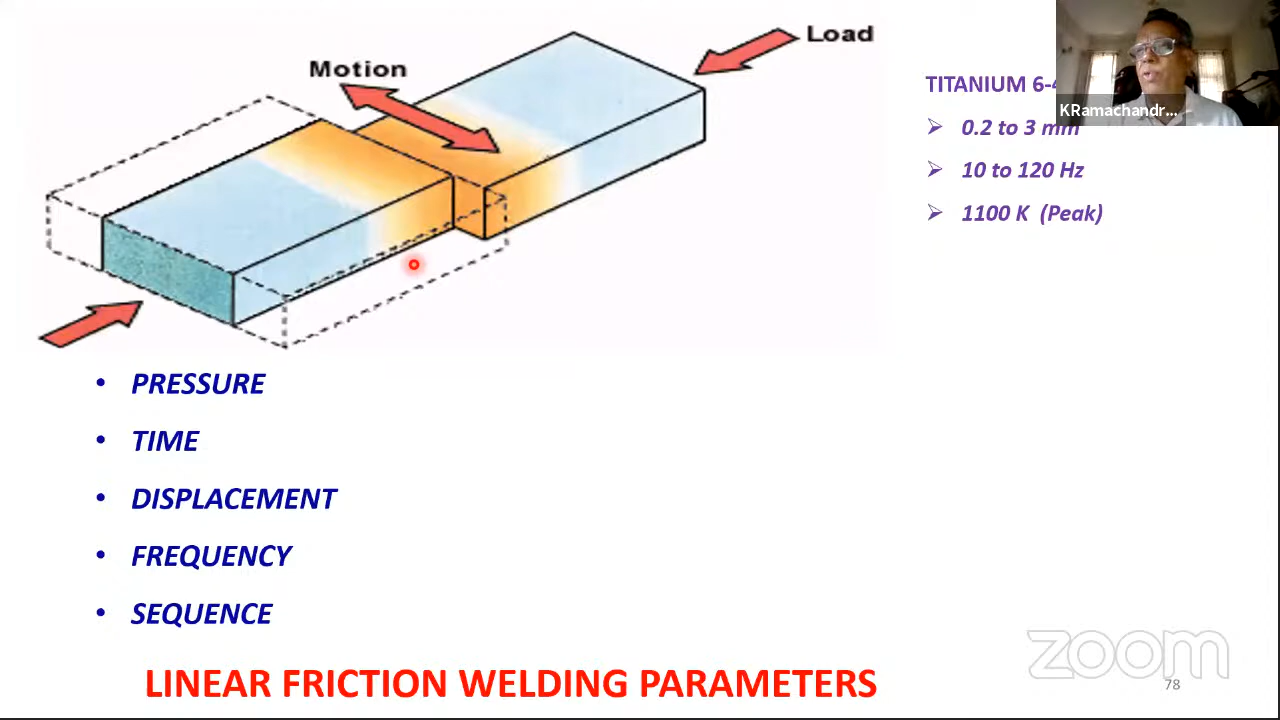 Load
Motion
TITANIUM 6-4
KRamachandr...
0.2 to 3 mm
10 to 120 Hz
1100 K (Peak)
• PRESSURE
• TIME
• DISPLACEMENT
• FREQUENCY
• SEQUENCE
LINEAR FRICTION WELDING PARAMETERS
zoom
78